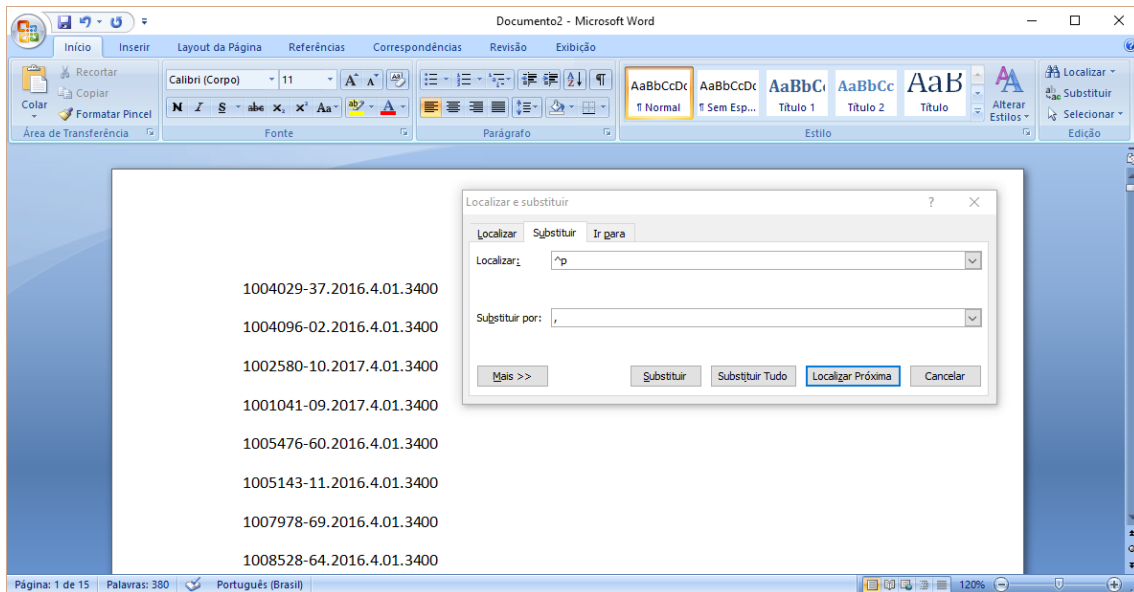 Documento2 - Microsoft Word
Início Inserir Layout da Página Referências Correspondências Revisão Exibição
Colar
Recortar
Copiar
Formatar Pincel
Área de Transferência
Calibri (Corpo) 11
N I S abe X₂ X² Aa
Fonte
Parágrafo
AaBbCcDc AaBbCcDc AaBbC AaBbCc AaB
¶ Normal ¶ Sem Esp... Título 1 Título 2 Título
Alterar
Estilos
Estilo
Localizar
Substituir
Selecionar
Edição
Localizar e substituir
Localizar Substituir Ir para
Localizar: ^p
Substituir por: ,
Mais >> Substituir Substituir Tudo Localizar Próxima Cancelar
1004029-37.2016.4.01.3400
1004096-02.2016.4.01.3400
1002580-10.2017.4.01.3400
1001041-09.2017.4.01.3400
1005476-60.2016.4.01.3400
1005143-11.2016.4.01.3400
1007978-69.2016.4.01.3400
1008528-64.2016.4.01.3400
Página: 1 de 15 Palavras: 380 Português (Brasil) 120%